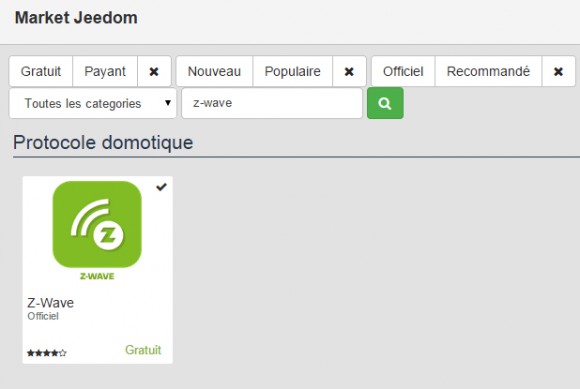 Market Jeedom
Gratuit Payant × Nouveau Populaire × Officiel Recommandé ×
Toutes les categories z-wave
Protocole domotique
Z
Z-WAVE
Z-Wave
Officiel
Gratuit